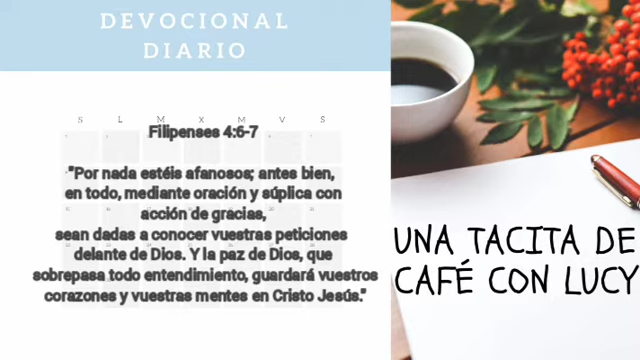 DEVOCIONAL
DIARIO
S L M X M V S
Filipenses 4:6-7
"Por nada estéis afanosos; antes bien,
en todo, mediante oración y súplica con
acción de gracias,
sean dadas a conocer vuestras peticiones
delante de Dios. Y la paz de Dios, que
sobrepasa todo entendimiento, guardará vuestros
corazones y vuestras mentes en Cristo Jesús."
UNA TACITA DE
CAFÉ CON LUCY